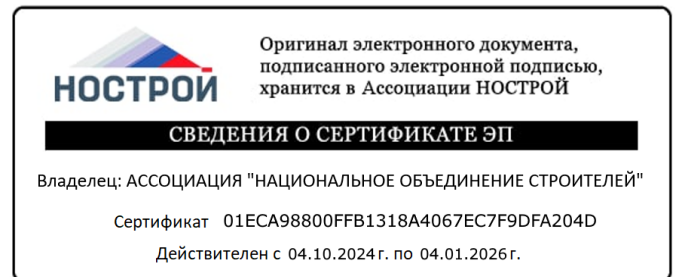 НОСТРОЙ
Оригинал электронного документа,
подписанного электронной подписью,
хранится в Ассоциации НОСТРОЙ
СВЕДЕНИЯ О СЕРТИФИКАТЕ ЭП
Владелец: АССОЦИАЦИЯ "НАЦИОНАЛЬНОЕ ОБЪЕДИНЕНИЕ СТРОИТЕЛЕЙ"
Сертификат 01ECA98800FFB1318A4067EC7F9DFA204D
Действителен с 04.10.2024 г. по 04.01.2026 г.